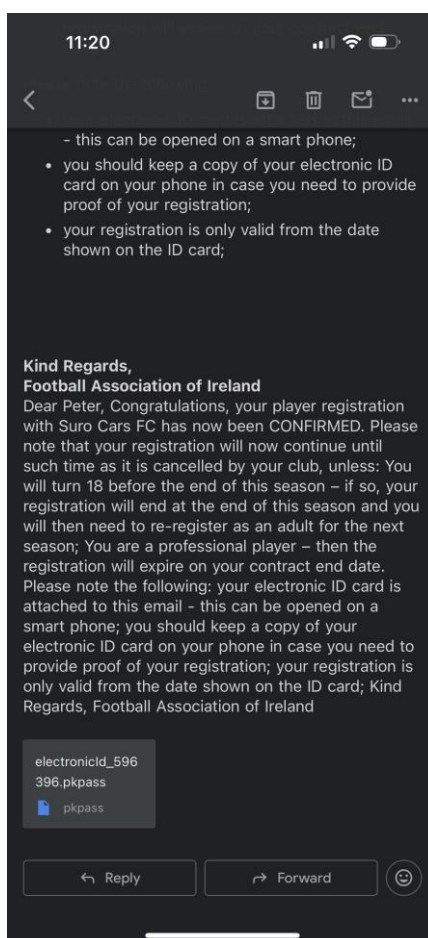 11:20
- this can be opened on a smart phone;
• you should keep a copy of your electronic ID
card on your phone in case you need to provide
proof of your registration;
• your registration is only valid from the date
shown on the ID card;
Kind Regards,
Football Association of Ireland
Dear Peter, Congratulations, your player registration
with Suro Cars FC has now been CONFIRMED. Please
note that your registration will now continue until
such time as it is cancelled by your club, unless: You
will turn 18 before the end of this season – if so, your
registration will end at the end of this season and you
will then need to re-register as an adult for the next
season; You are a professional player – then the
registration will expire on your contract end date.
Please note the following: your electronic ID card is
attached to this email - this can be opened on a
smart phone; you should keep a copy of your
electronic ID card on your phone in case you need to
provide proof of your registration; your registration is
only valid from the date shown on the ID card; Kind
Regards, Football Association of Ireland
electronicId_596
396.pkpass
pkpass
Reply
Forward